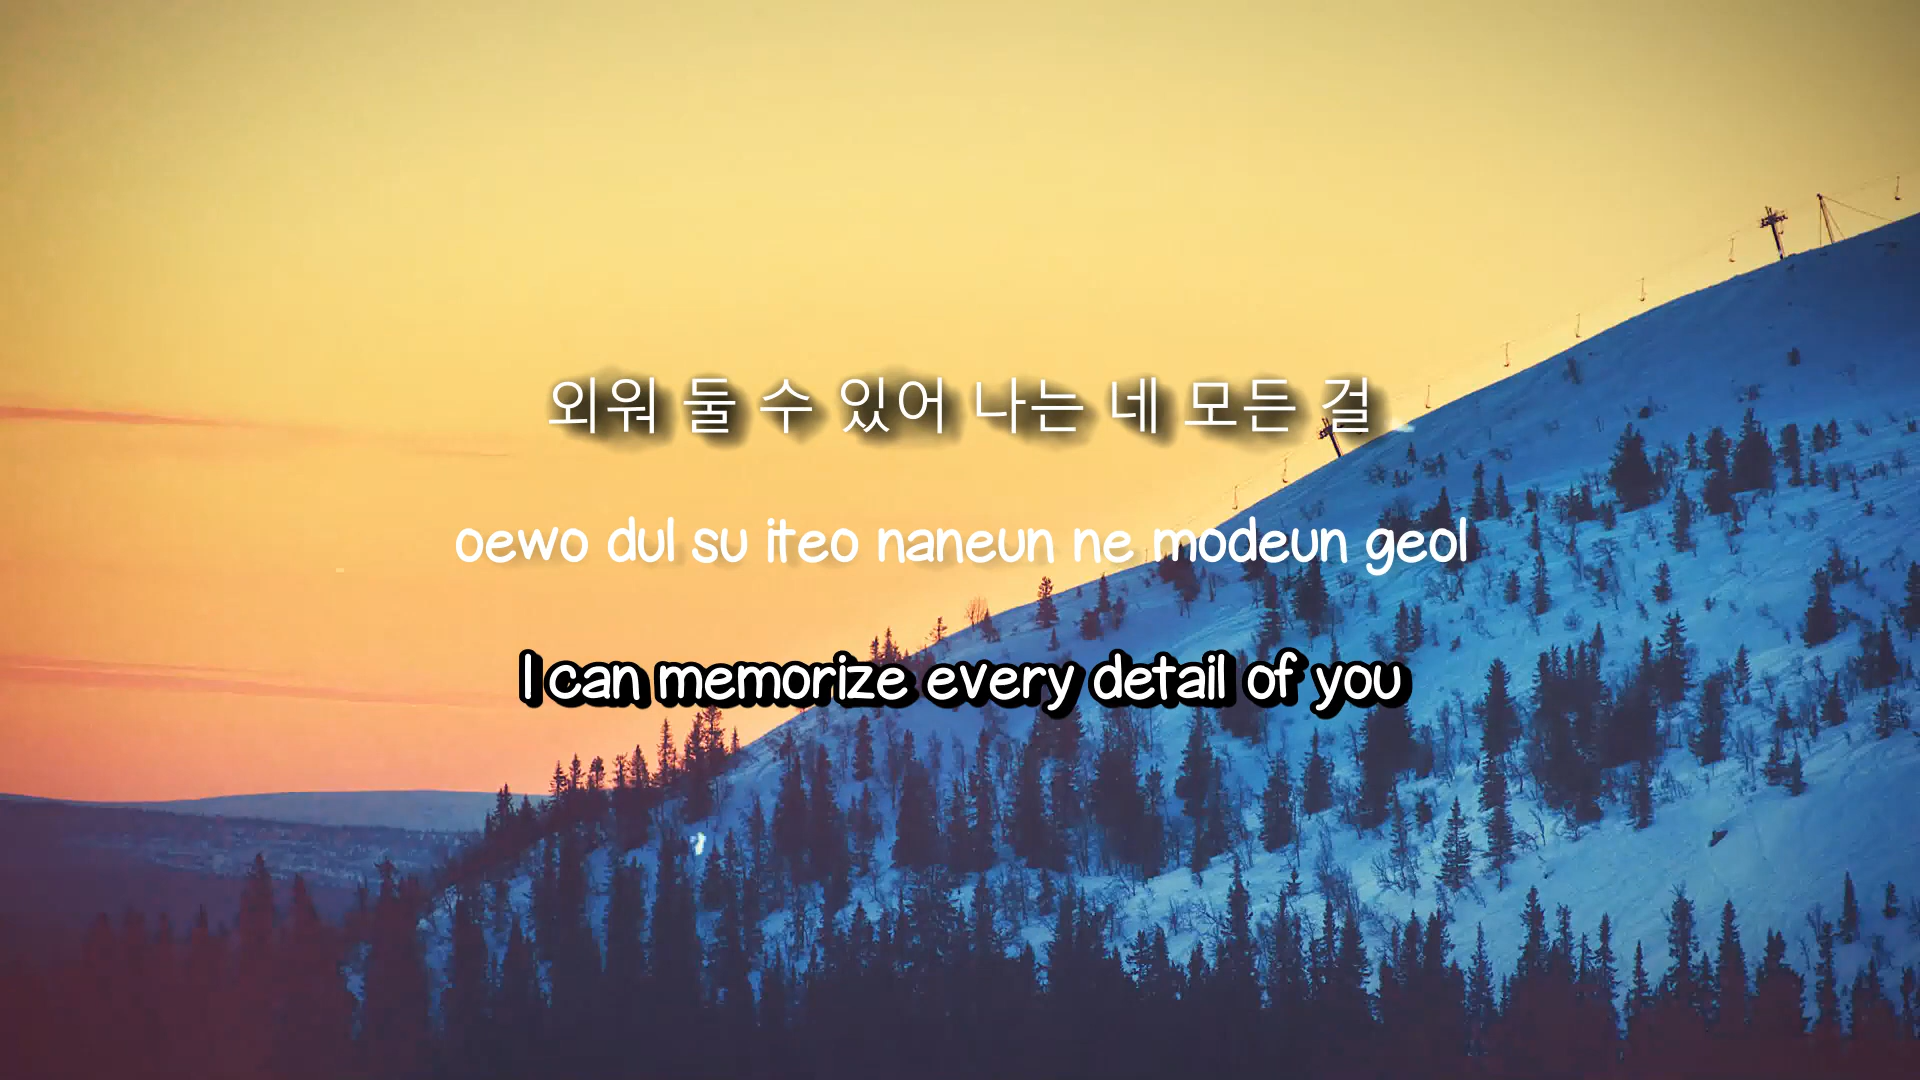 외워 둘 수 있어 나는 네 모든 걸
oewo dul su iteo naneun ne modeun geol
I can memorize every detail of you